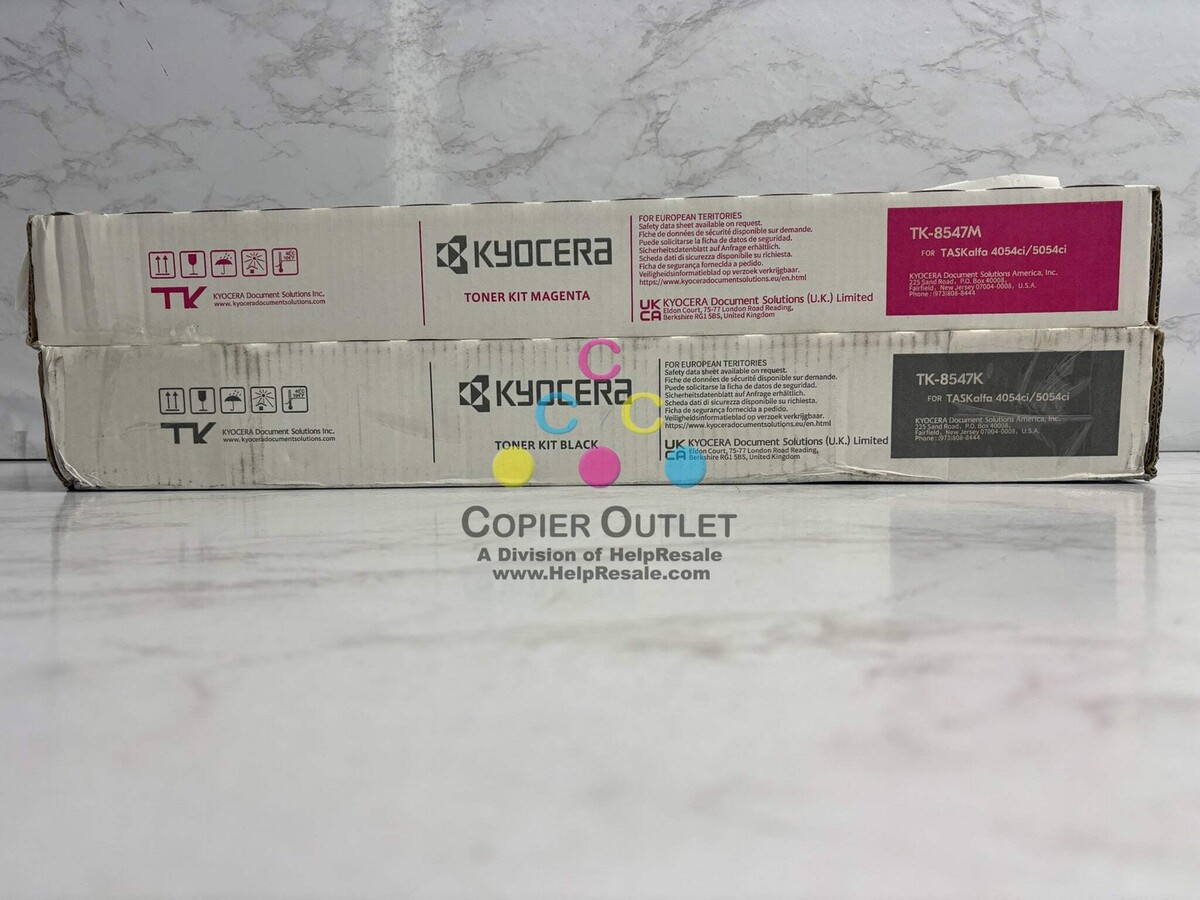 KYOCERA Document Solutions Inc.
www.kyoceradocumentsolutions.com
KYOCERA
TONER KIT MAGENTA
FOR EUROPEAN TERITORIES
Safety data sheet available on request.
Fiche de données de sécurité disponible sur demande.
Puede solicitarse la ficha de datos de seguridad.
Sicherheitsdatenblatt auf Anfrage erhältlich.
Scheda dati di sicurezza disponibile su richiesta.
Ficha de segurança fornecida a pedido.
Veiligheidsinformatieblad op verzoek verkrijgbaar.
https://www.kyoceradocumentsolutions.eu/en.html
UK
CA
KYOCERA Document Solutions (U.K.) Limited
Eldon Court, 75-77 London Road Reading,
Berkshire RG1 5BS, United Kingdom
TK-8547M
FOR TASKalfa 4054ci/5054ci
KYOCERA Document Solutions America, Inc.
225 Sand Road, P.O. Box 40008,
Fairfield, New Jersey 07004-0008, U.S.A.
Phone:(973)808-8444
TK
KYOCERA Document Solutions Inc.
www.kyoceradocumentsolutions.com
KYOCERA
TONER KIT BLACK
FOR EUROPEAN TERITORIES
Safety data sheet available on request.
Fiche de données de sécurité disponible sur demande.
Puede solicitarse la ficha de datos de seguridad.
Sicherheitsdatenblatt auf Anfrage erhältlich.
Scheda dati di sicurezza disponibile su richiesta.
Ficha de segurança fornecida a pedido.
Veiligheidsinformatieblad op verzoek verkrijgbaar.
https://www.kyoceradocumentsolutions.eu/en.html
UK
CA
KYOCERA Document Solutions (U.K.) Limited
Eldon Court, 75-77 London Road Reading,
Berkshire RG1 5BS, United Kingdom
TK-8547K
FOR TASKalfa 4054ci/5054ci
KYOCERA Document Solutions America, Inc.
225 Sand Road, P.O. Box 40008,
Fairfield, New Jersey 07004-0008, U.S.A.
Phone:(973)808-8444
TK
C
C C
COPIER OUTLET
A Division of HelpResale
www.HelpResale.com